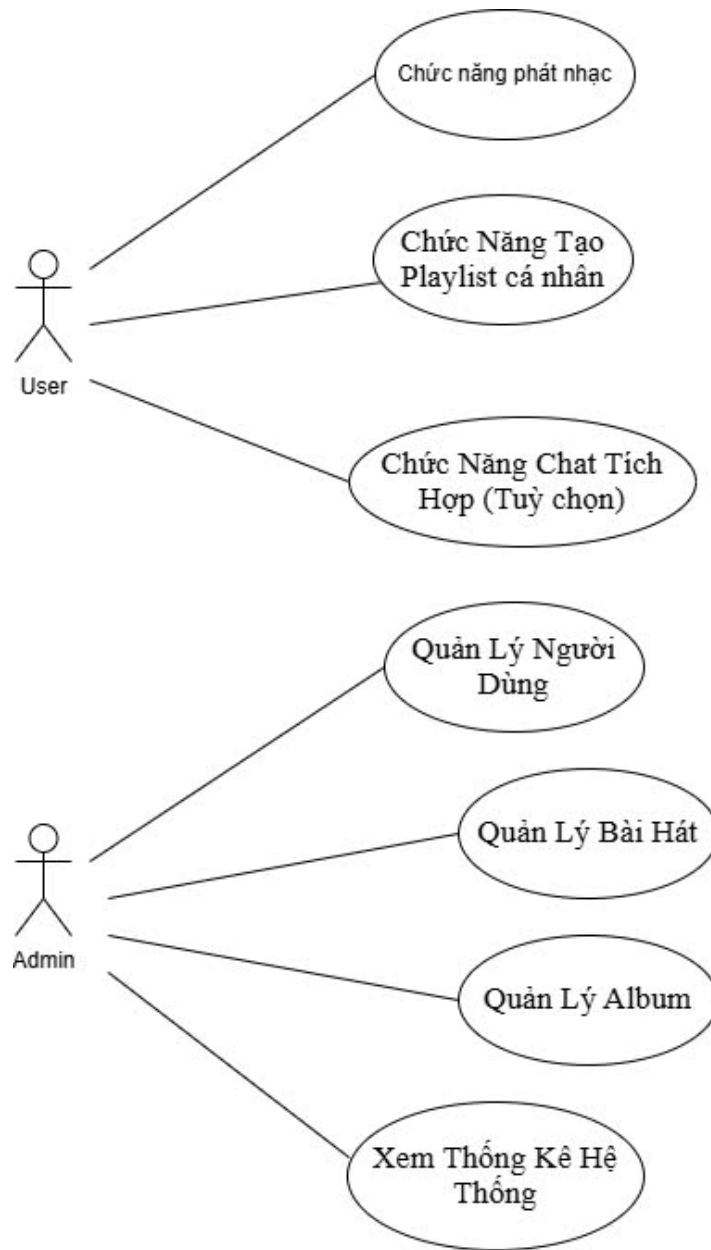 Chức năng phát nhạc
Chức Năng Tạo
Playlist cá nhân
User
Chức Năng Chat Tích
Hợp (Tuỳ chọn)
Quản Lý Người
Dùng
Quản Lý Bài Hát
Admin
Quản Lý Album
Xem Thống Kê Hệ
Thống